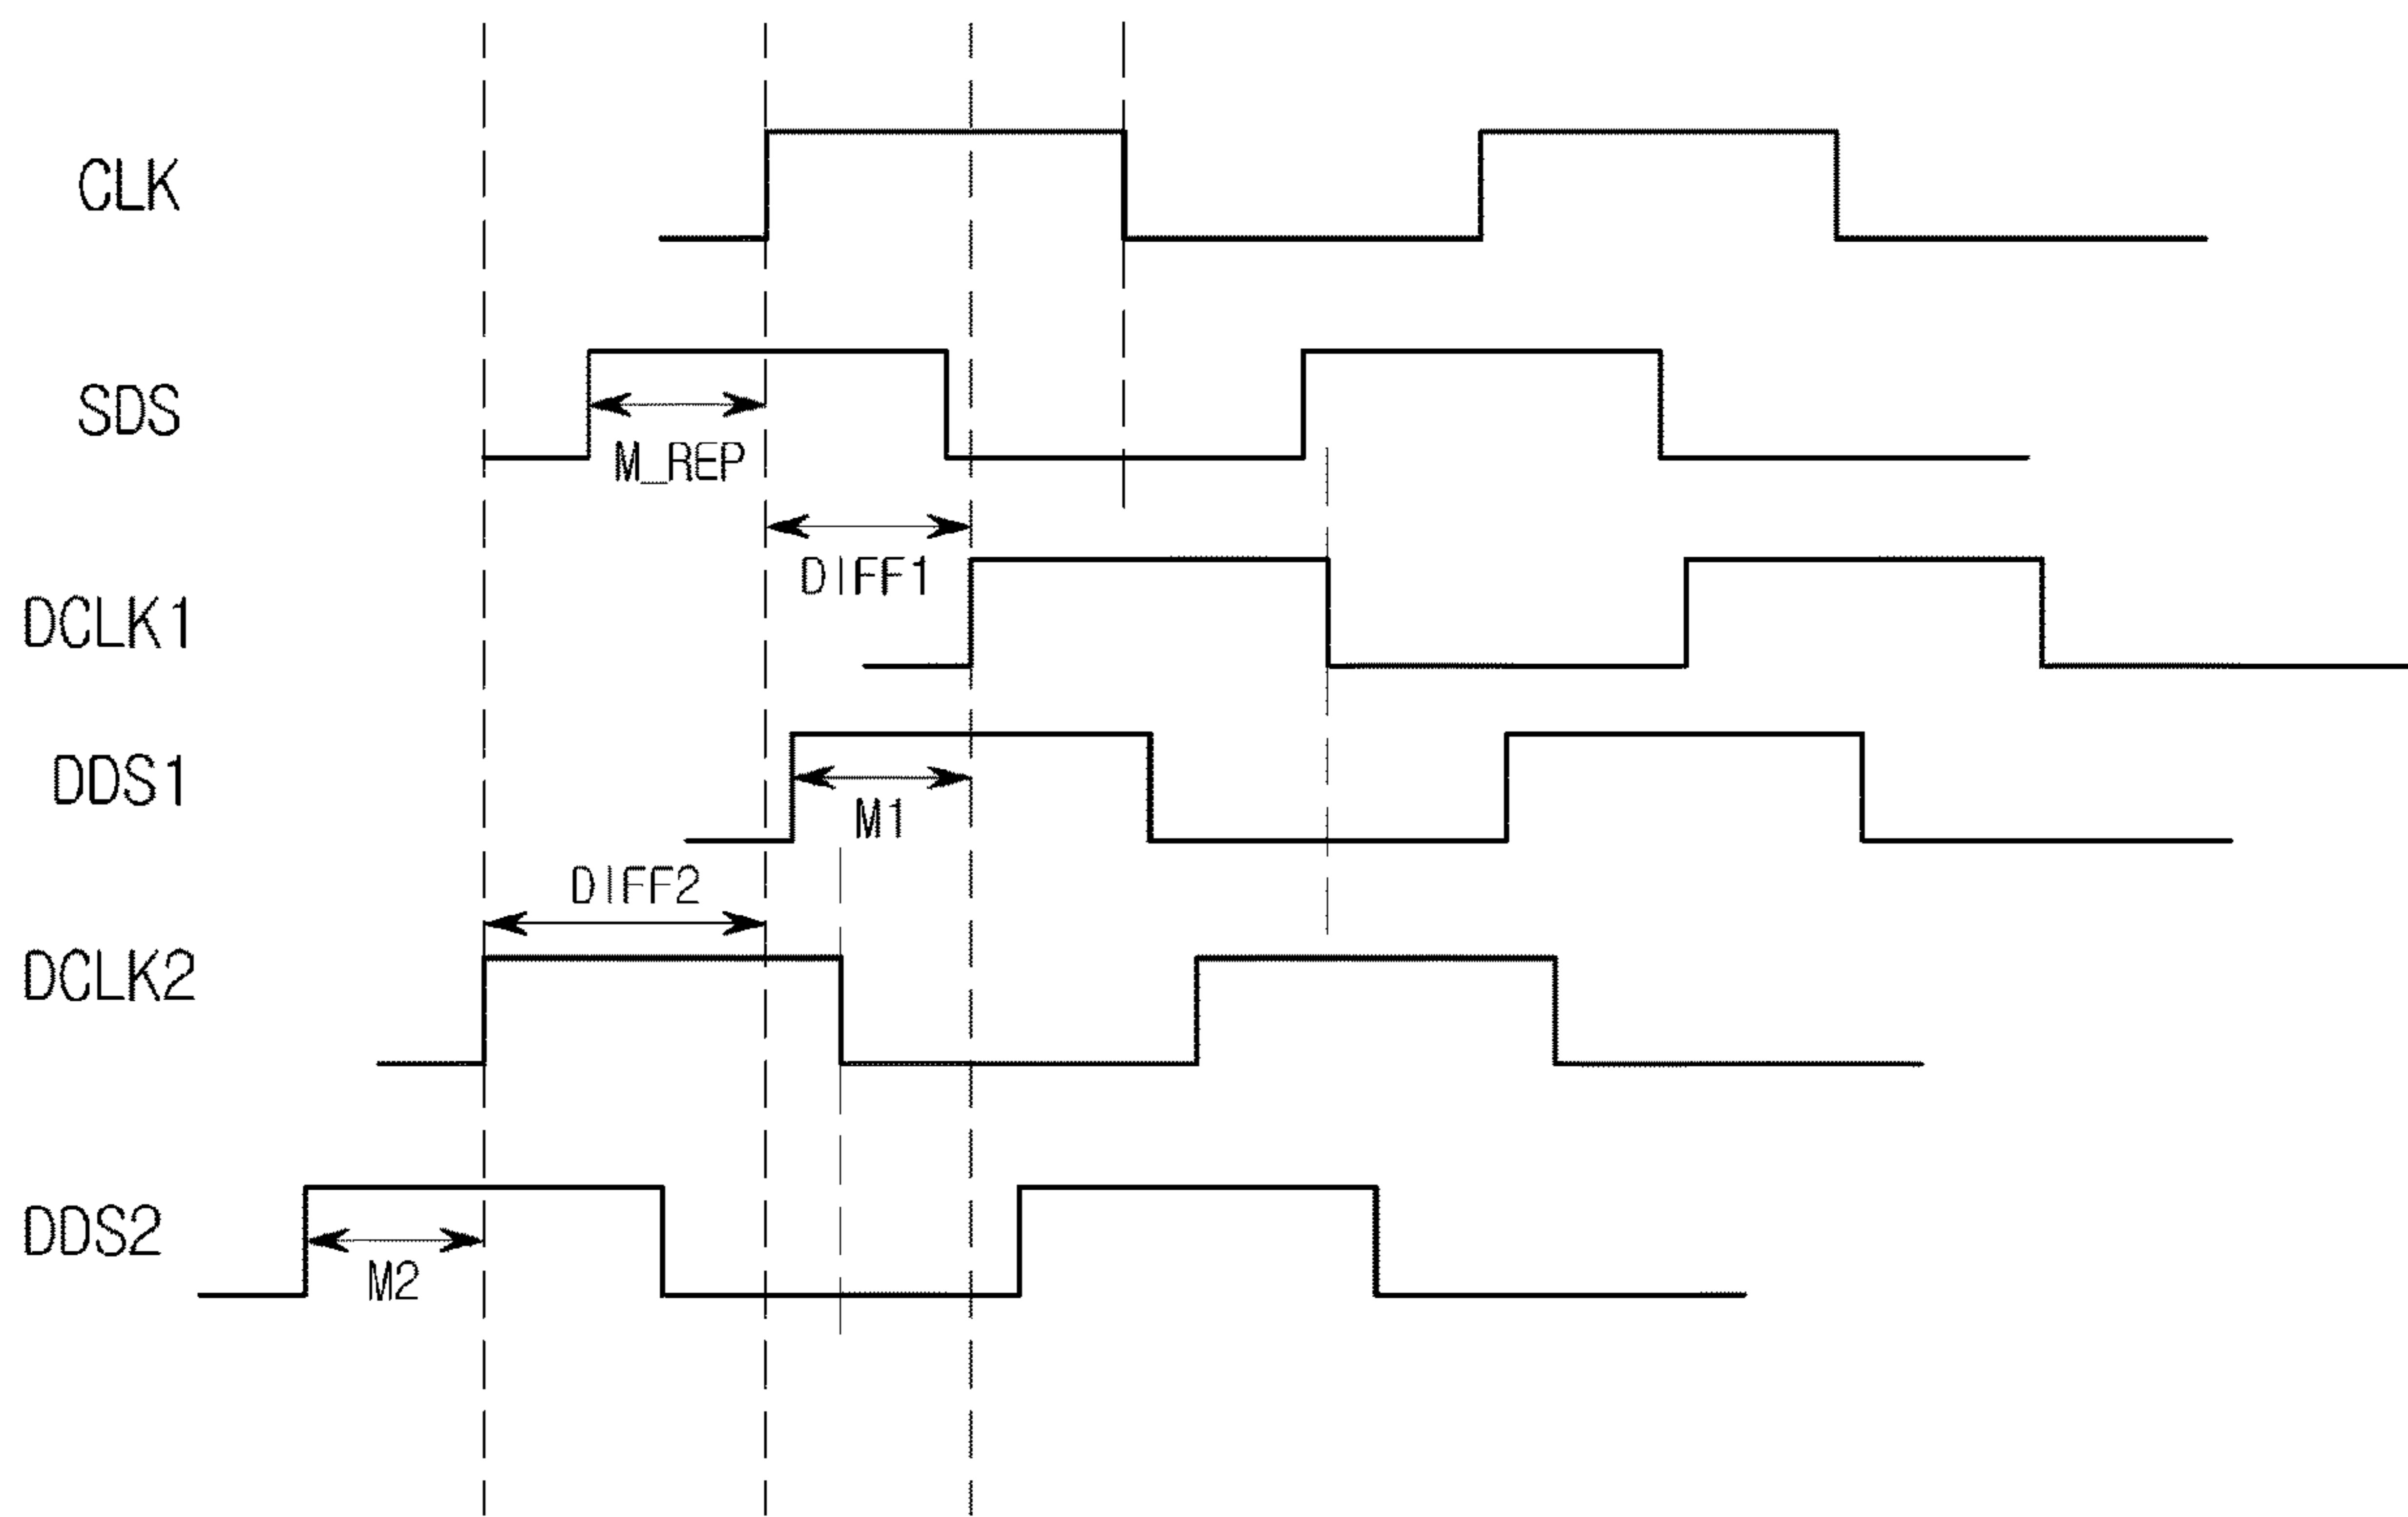 CLK
SDS
M_REP
DIFF1
DCLK1
DDS1
M1
DIFF2
DCLK2
DDS2
M2